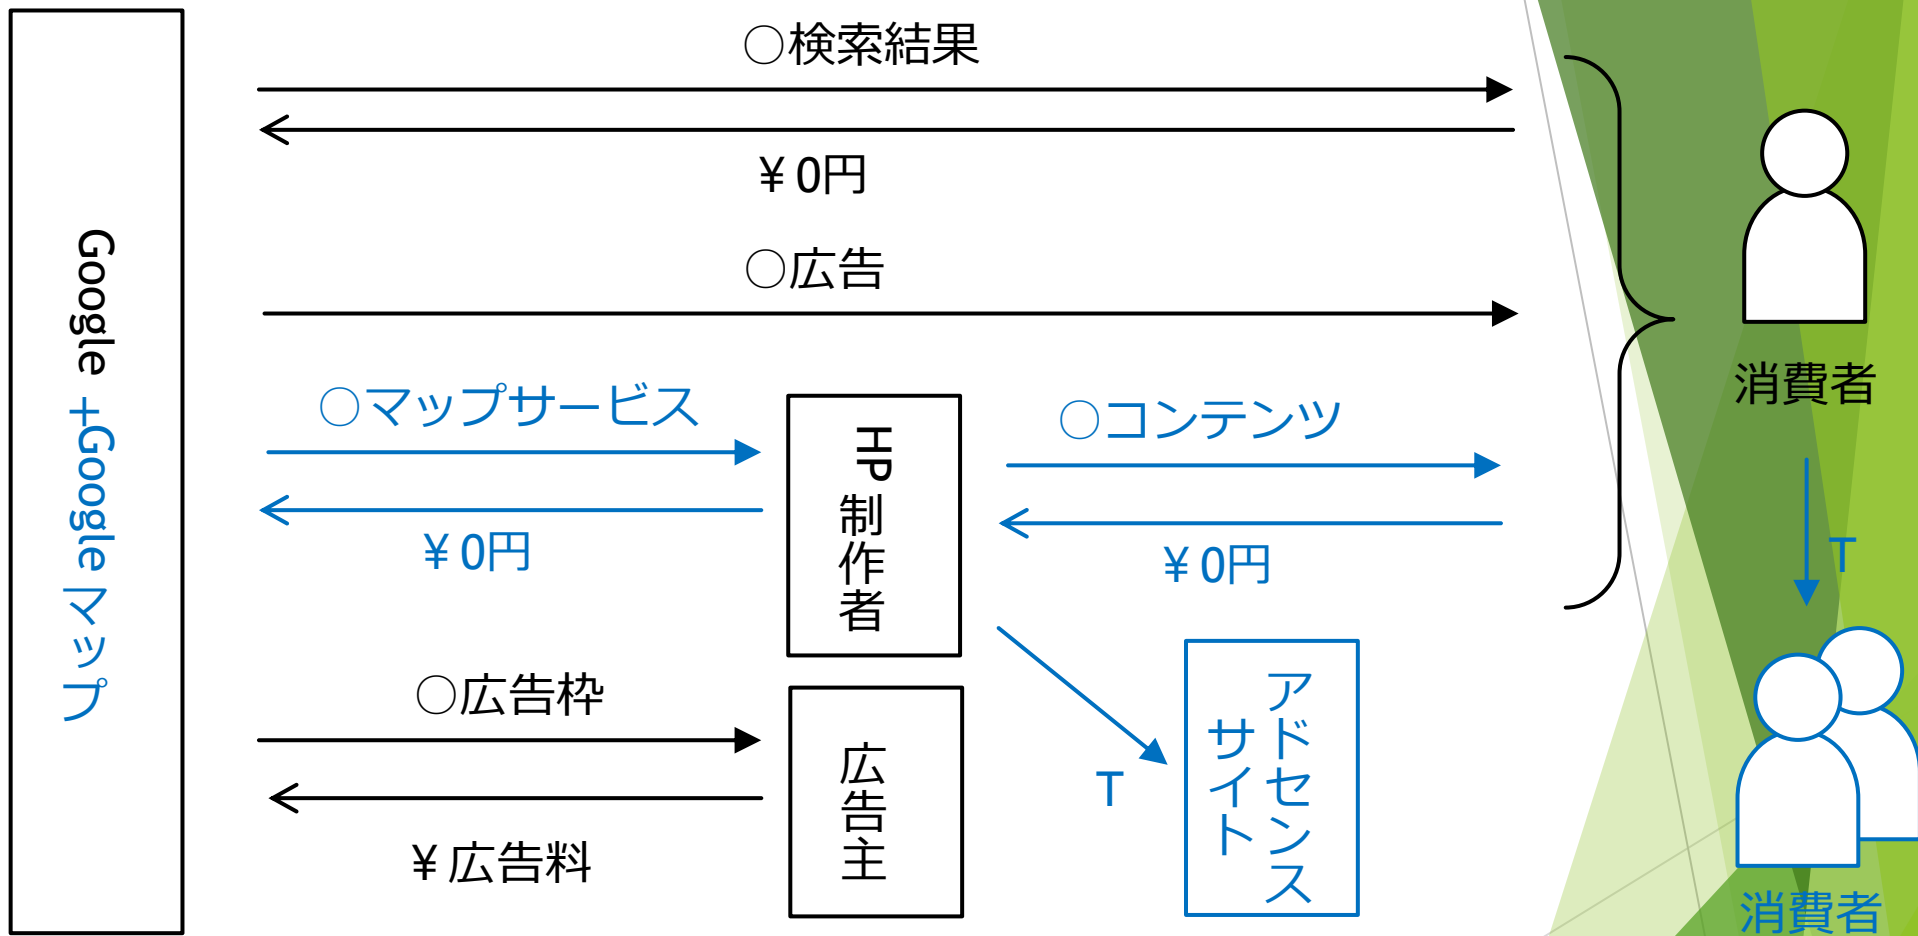 ○検索結果
¥0円
○広告
Google +Googleマップ
○マップサービス
¥0円
HP制作者
○コンテンツ
¥0円
消費者
T
○広告枠
¥広告料
広告主
T
アドセンス
サイト
消費者